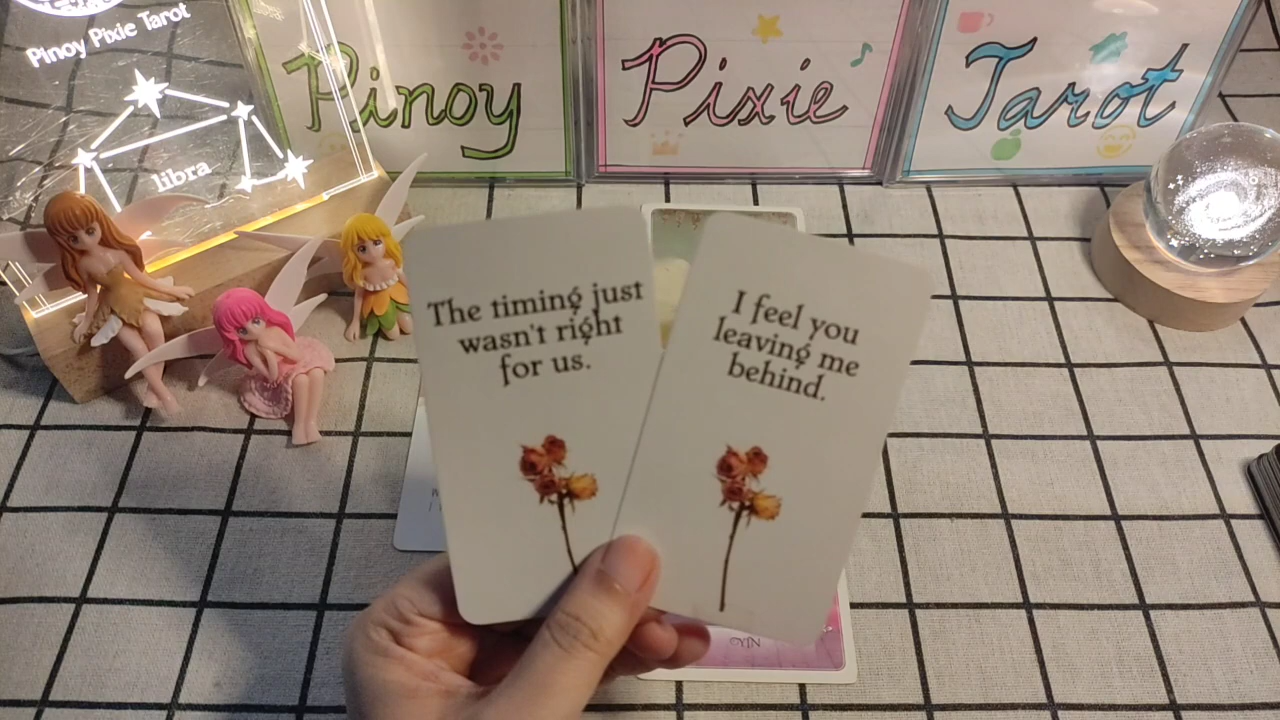 Pinoy Pixie Tarot
libra
Pinoy
Pixie
Tarot
The timing just
wasn't right
for us.
I feel you
leaving me
behind.
YIN